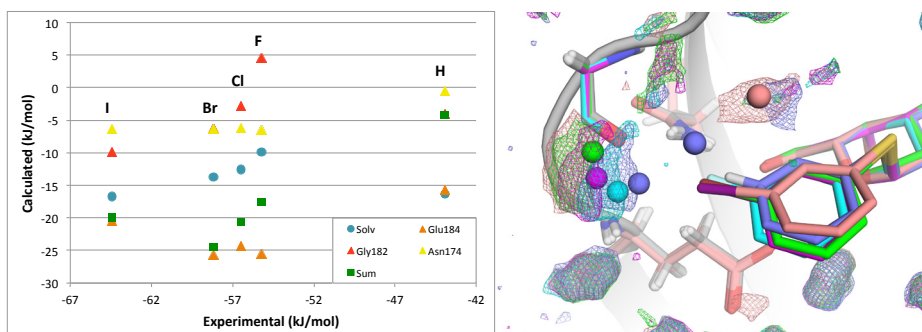 10
5
0
-5
-10
-15
-20
-25
-30
Calculated (kJ/mol)
I
Br
Cl
F
H
Solv
Glu184
Gly182
Asn174
Sum
-67
-62
-57
-52
-47
-42
Experimental (kJ/mol)